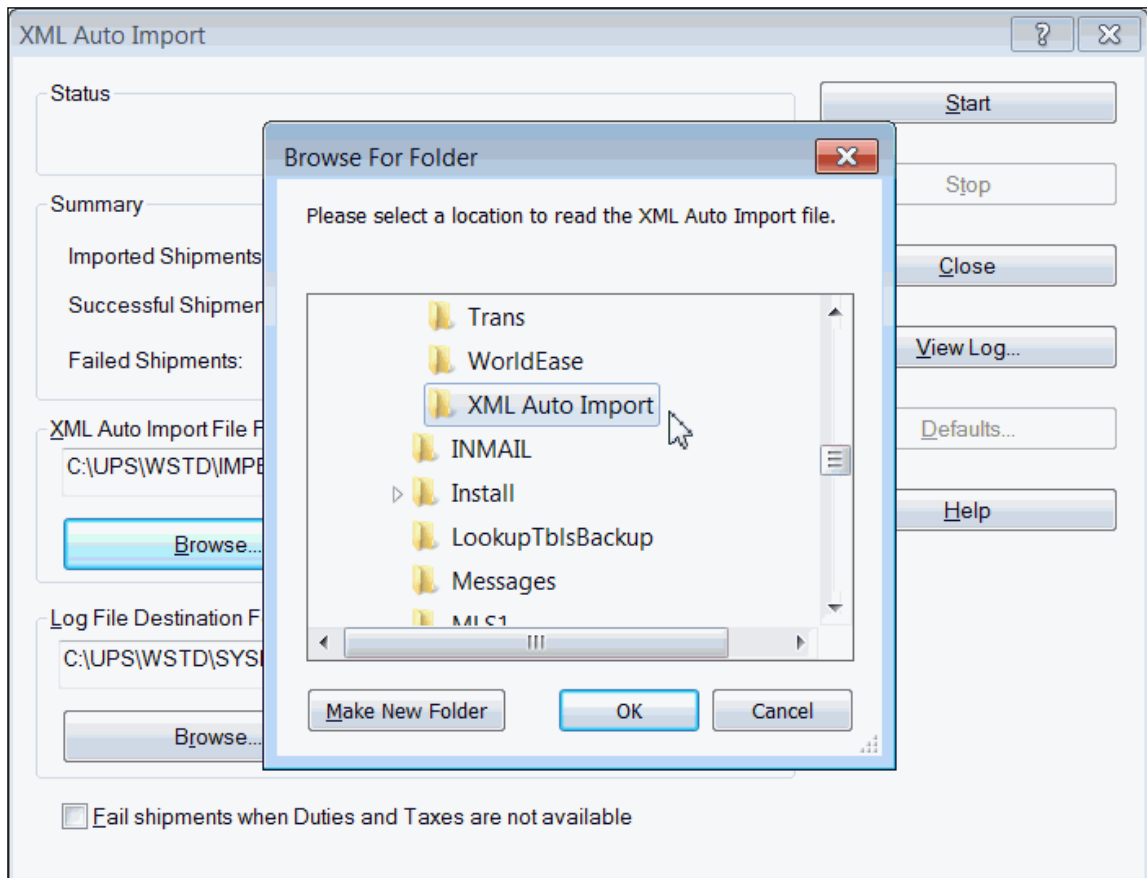 XML Auto Import
Status
Start
Browse For Folder
Stop
Please select a location to read the XML Auto Import file.
Summary
Imported Shipments
Close
Successful Shipmen
Trans
WorldEase
View Log...
Failed Shipments:
XML Auto Import
XML Auto Import File F
Defaults...
INMAIL
C:\UPS\WSTD\IMPE
Install
Help
Browse...
LookupTblsBackup
Messages
Log File Destination F
MLS1
C:\UPS\WSTD\SYS
Make New Folder
OK
Cancel
Browse...
Fail shipments when Duties and Taxes are not available